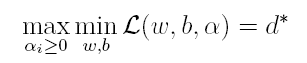 max_{α_i≥0} min_{w,b} 𝓛(w, b, α) = d*